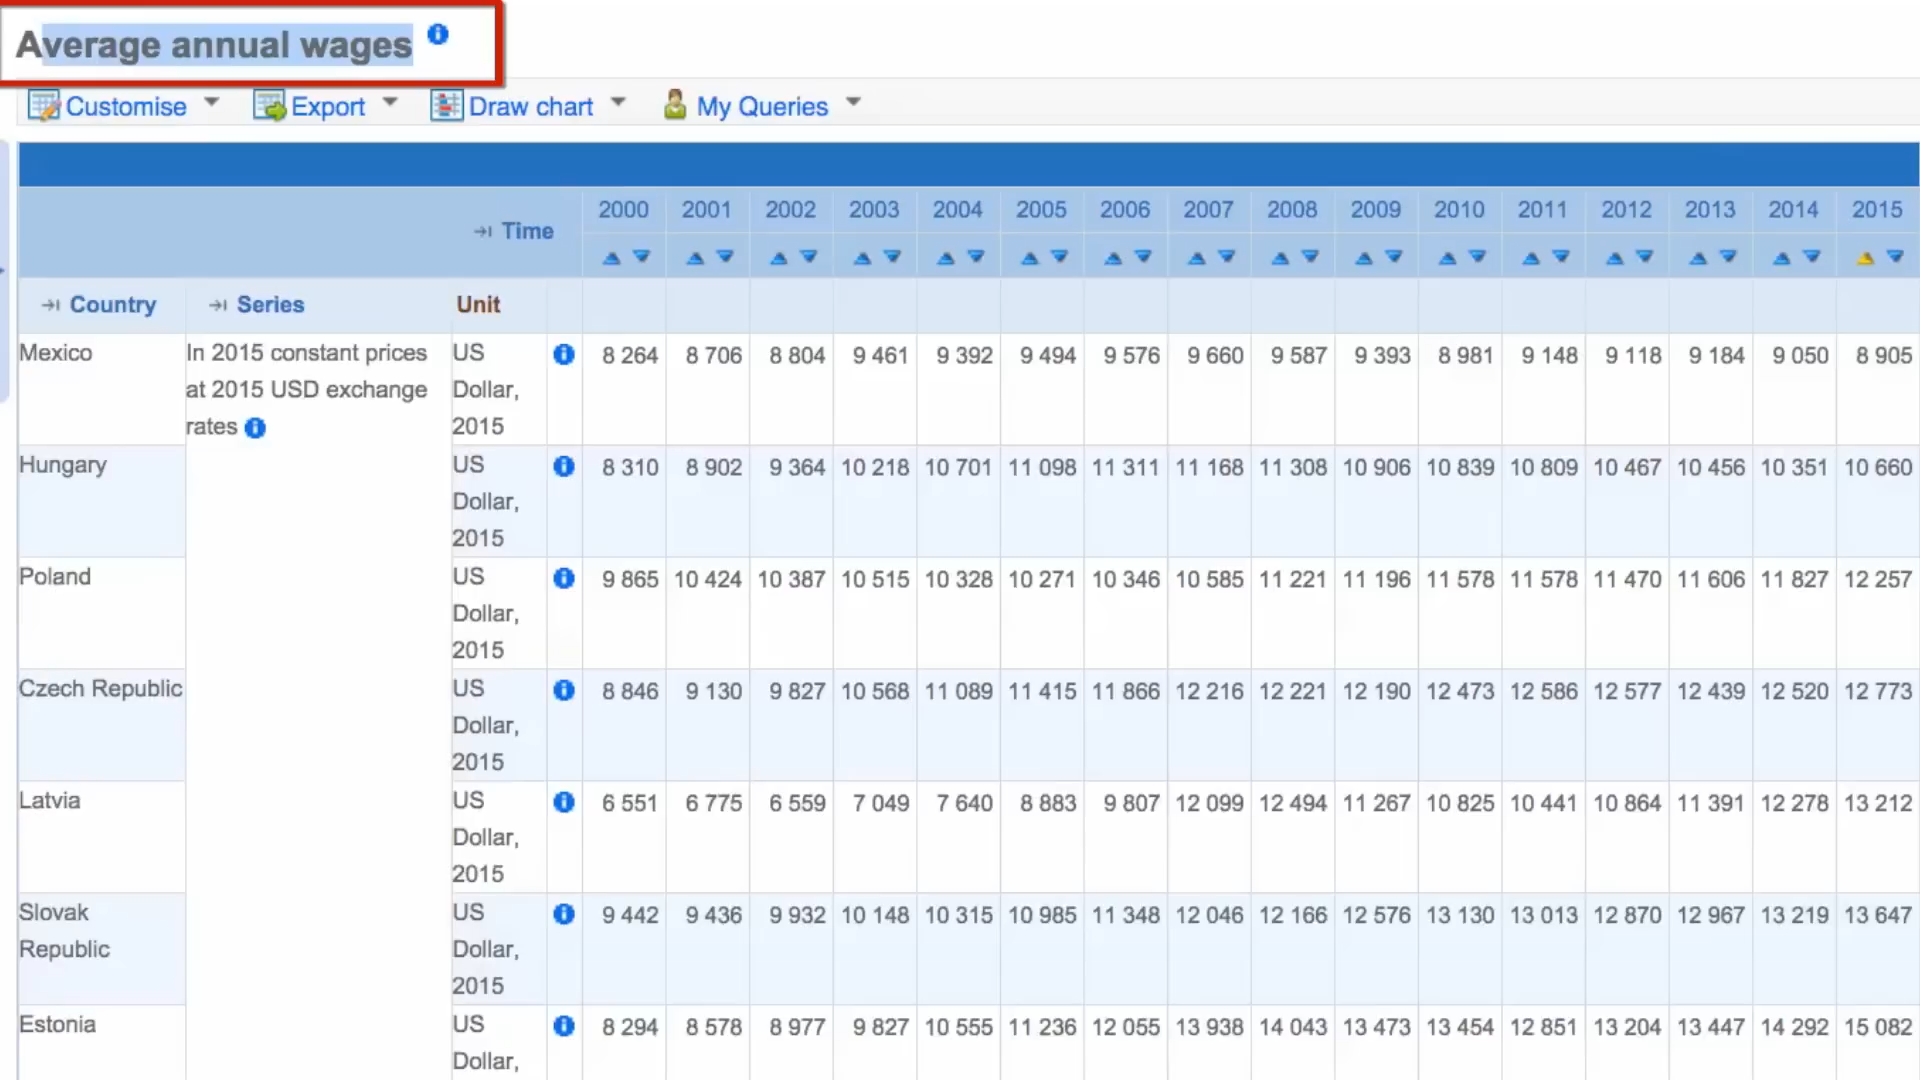 Average annual wages
Customise Export Draw chart My Queries
2000 2001 2002 2003 2004 2005 2006 2007 2008 2009 2010 2011 2012 2013 2014 2015
Time
Country Series Unit
Mexico In 2015 constant prices US 8 264 8 706 8 804 9 461 9 392 9 494 9 576 9 660 9 587 9 393 8 981 9 148 9 118 9 184 9 050 8 905
at 2015 USD exchange Dollar,
rates 2015
Hungary US 8 310 8 902 9 364 10 218 10 701 11 098 11 311 11 168 11 308 10 906 10 839 10 809 10 467 10 456 10 351 10 660
Dollar,
2015
Poland US 9 865 10 424 10 387 10 515 10 328 10 271 10 346 10 585 11 221 11 196 11 578 11 578 11 470 11 606 11 827 12 257
Dollar,
2015
Czech Republic US 8 846 9 130 9 827 10 568 11 089 11 415 11 866 12 216 12 221 12 190 12 473 12 586 12 577 12 439 12 520 12 773
Dollar,
2015
Latvia US 6 551 6 775 6 559 7 049 7 640 8 883 9 807 12 099 12 494 11 267 10 825 10 441 10 864 11 391 12 278 13 212
Dollar,
2015
Slovak US 9 442 9 436 9 932 10 148 10 315 10 985 11 348 12 046 12 166 12 576 13 130 13 013 12 870 12 967 13 219 13 647
Republic Dollar,
2015
Estonia US 8 294 8 578 8 977 9 827 10 555 11 236 12 055 13 938 14 043 13 473 13 454 12 851 13 204 13 447 14 292 15 082
Dollar,